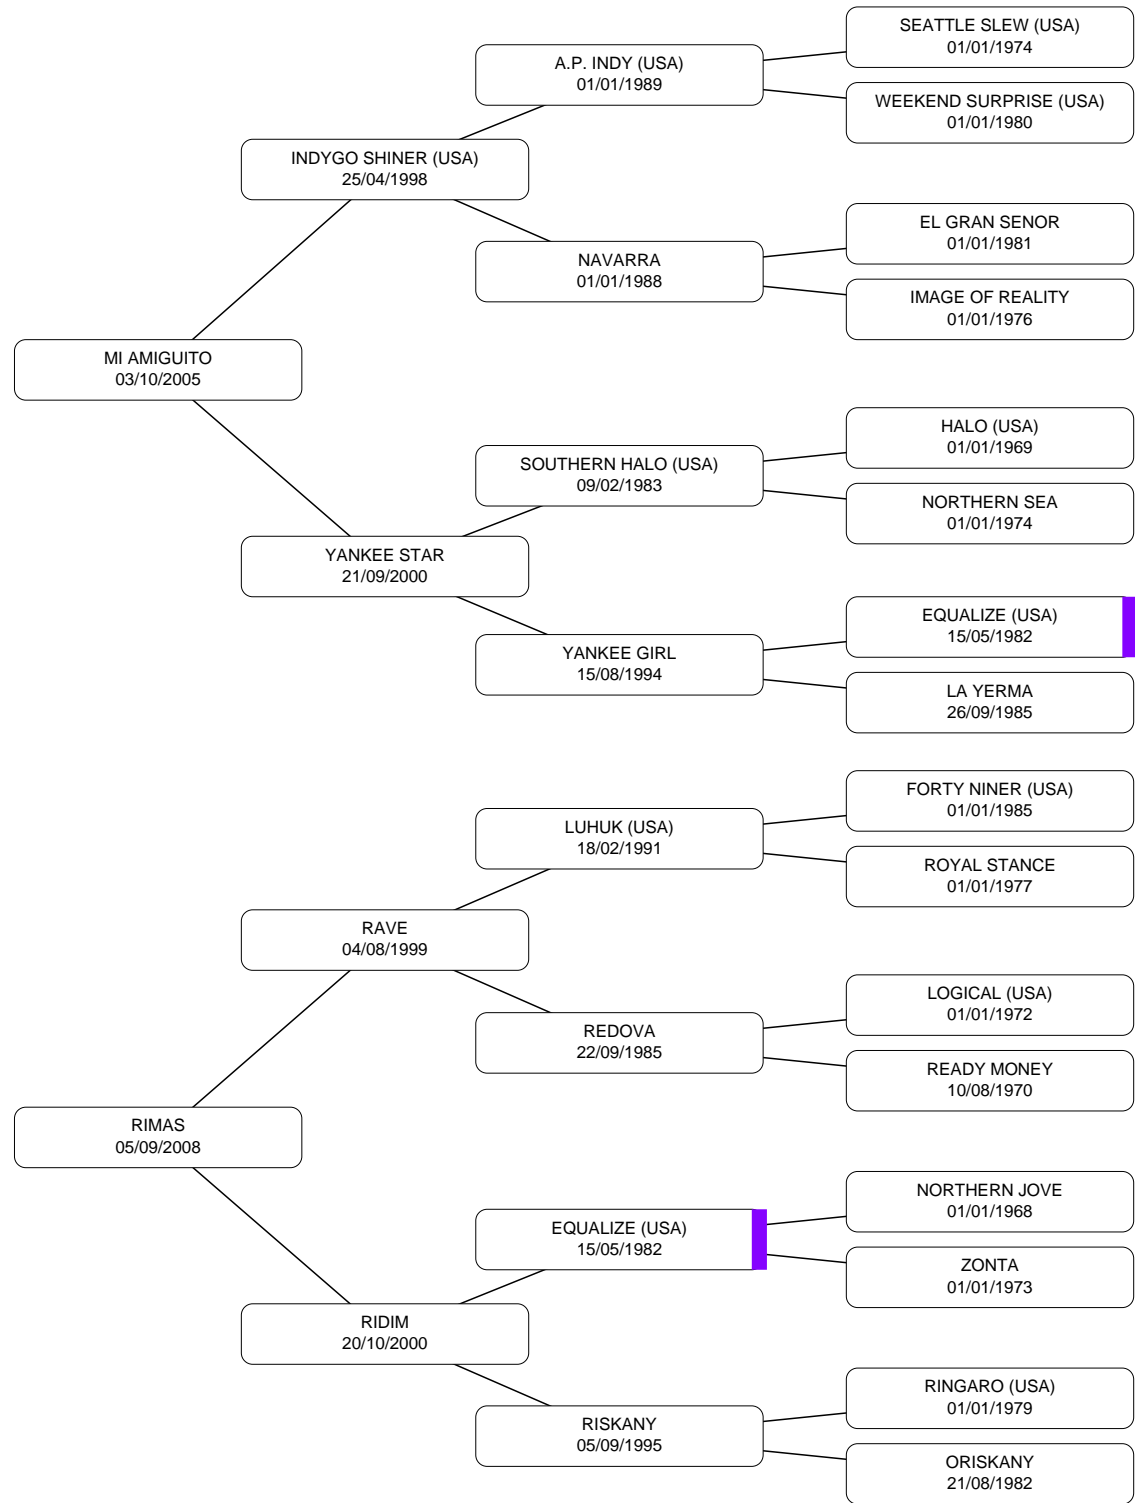 SEATTLE SLEW (USA)
01/01/1974
A.P. INDY (USA)
01/01/1989
WEEKEND SURPRISE (USA)
01/01/1980
INDYGO SHINER (USA)
25/04/1998
EL GRAN SENOR
01/01/1981
NAVARRA
01/01/1988
IMAGE OF REALITY
01/01/1976
MI AMIGUITO
03/10/2005
HALO (USA)
01/01/1969
SOUTHERN HALO (USA)
09/02/1983
NORTHERN SEA
01/01/1974
YANKEE STAR
21/09/2000
EQUALIZE (USA)
15/05/1982
YANKEE GIRL
15/08/1994
LA YERMA
26/09/1985
FORTY NINER (USA)
01/01/1985
LUHUK (USA)
18/02/1991
ROYAL STANCE
01/01/1977
RAVE
04/08/1999
LOGICAL (USA)
01/01/1972
REDOVA
22/09/1985
READY MONEY
10/08/1970
RIMAS
05/09/2008
NORTHERN JOVE
01/01/1968
EQUALIZE (USA)
15/05/1982
ZONTA
01/01/1973
RIDIM
20/10/2000
RINGARO (USA)
01/01/1979
RISKANY
05/09/1995
ORISKANY
21/08/1982